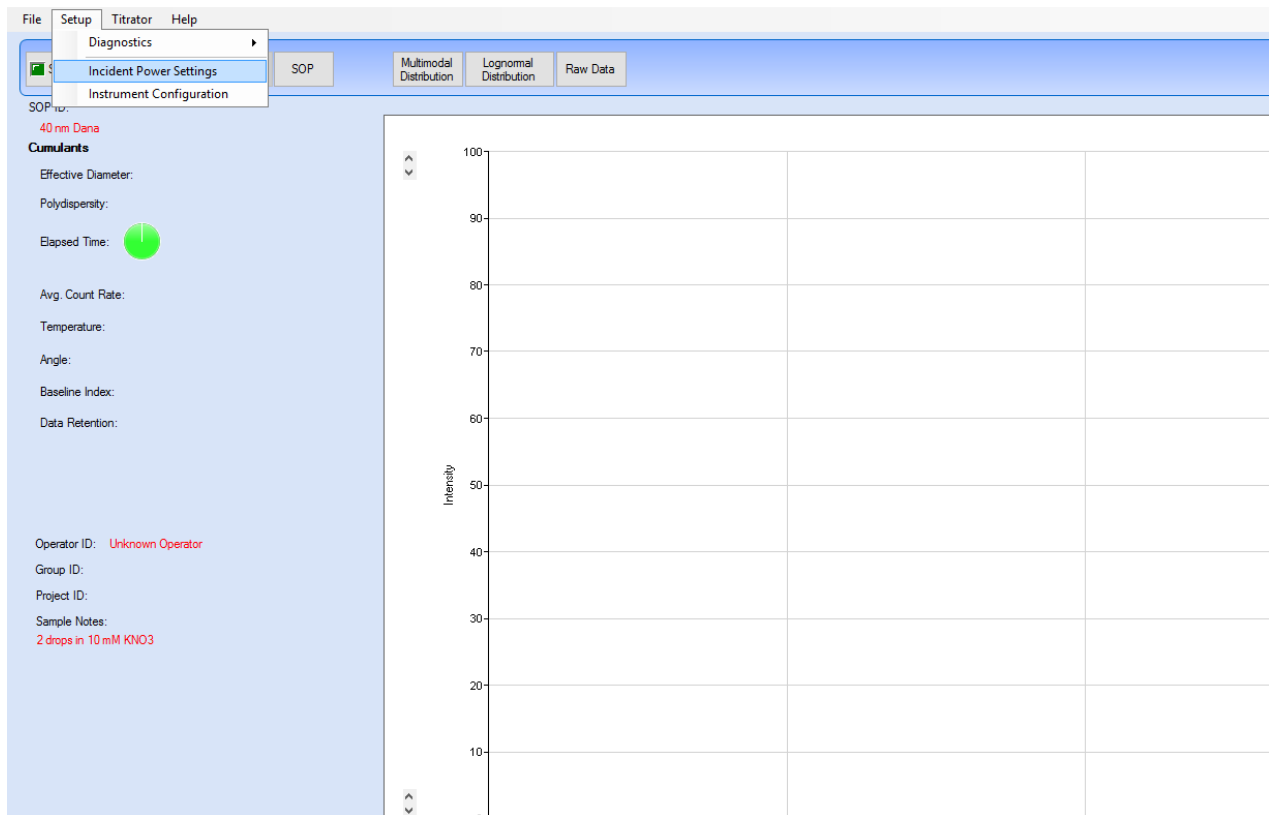 File Setup Titrator Help
Diagnostics
Incident Power Settings
Instrument Configuration
SOP
Multimodal
Distribution
Lognormal
Distribution
Raw Data
SOP ID:
40 nm Dana
Cumulants
Effective Diameter:
Polydispersity:
Elapsed Time:
Avg. Count Rate:
Temperature:
Angle:
Baseline Index:
Data Retention:
Operator ID: Unknown Operator
Group ID:
Project ID:
Sample Notes:
2 drops in 10 mM KNO3
100
90
80
70
60
Intensity
50
40
30
20
10